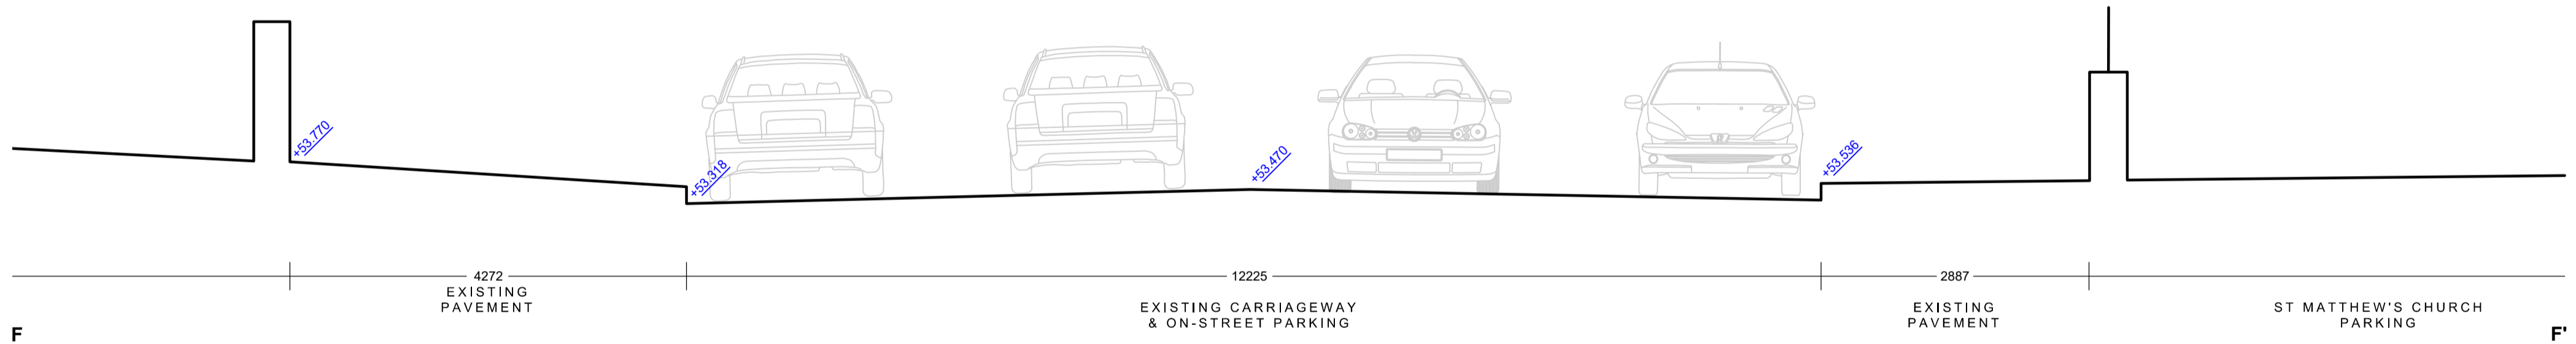 +53.770
+53.318
+53.470
+53.536
4272
12225
2887
EXISTING
PAVEMENT
EXISTING CARRIAGEWAY
& ON-STREET PARKING
EXISTING
PAVEMENT
ST MATTHEW'S CHURCH
PARKING
F
F'